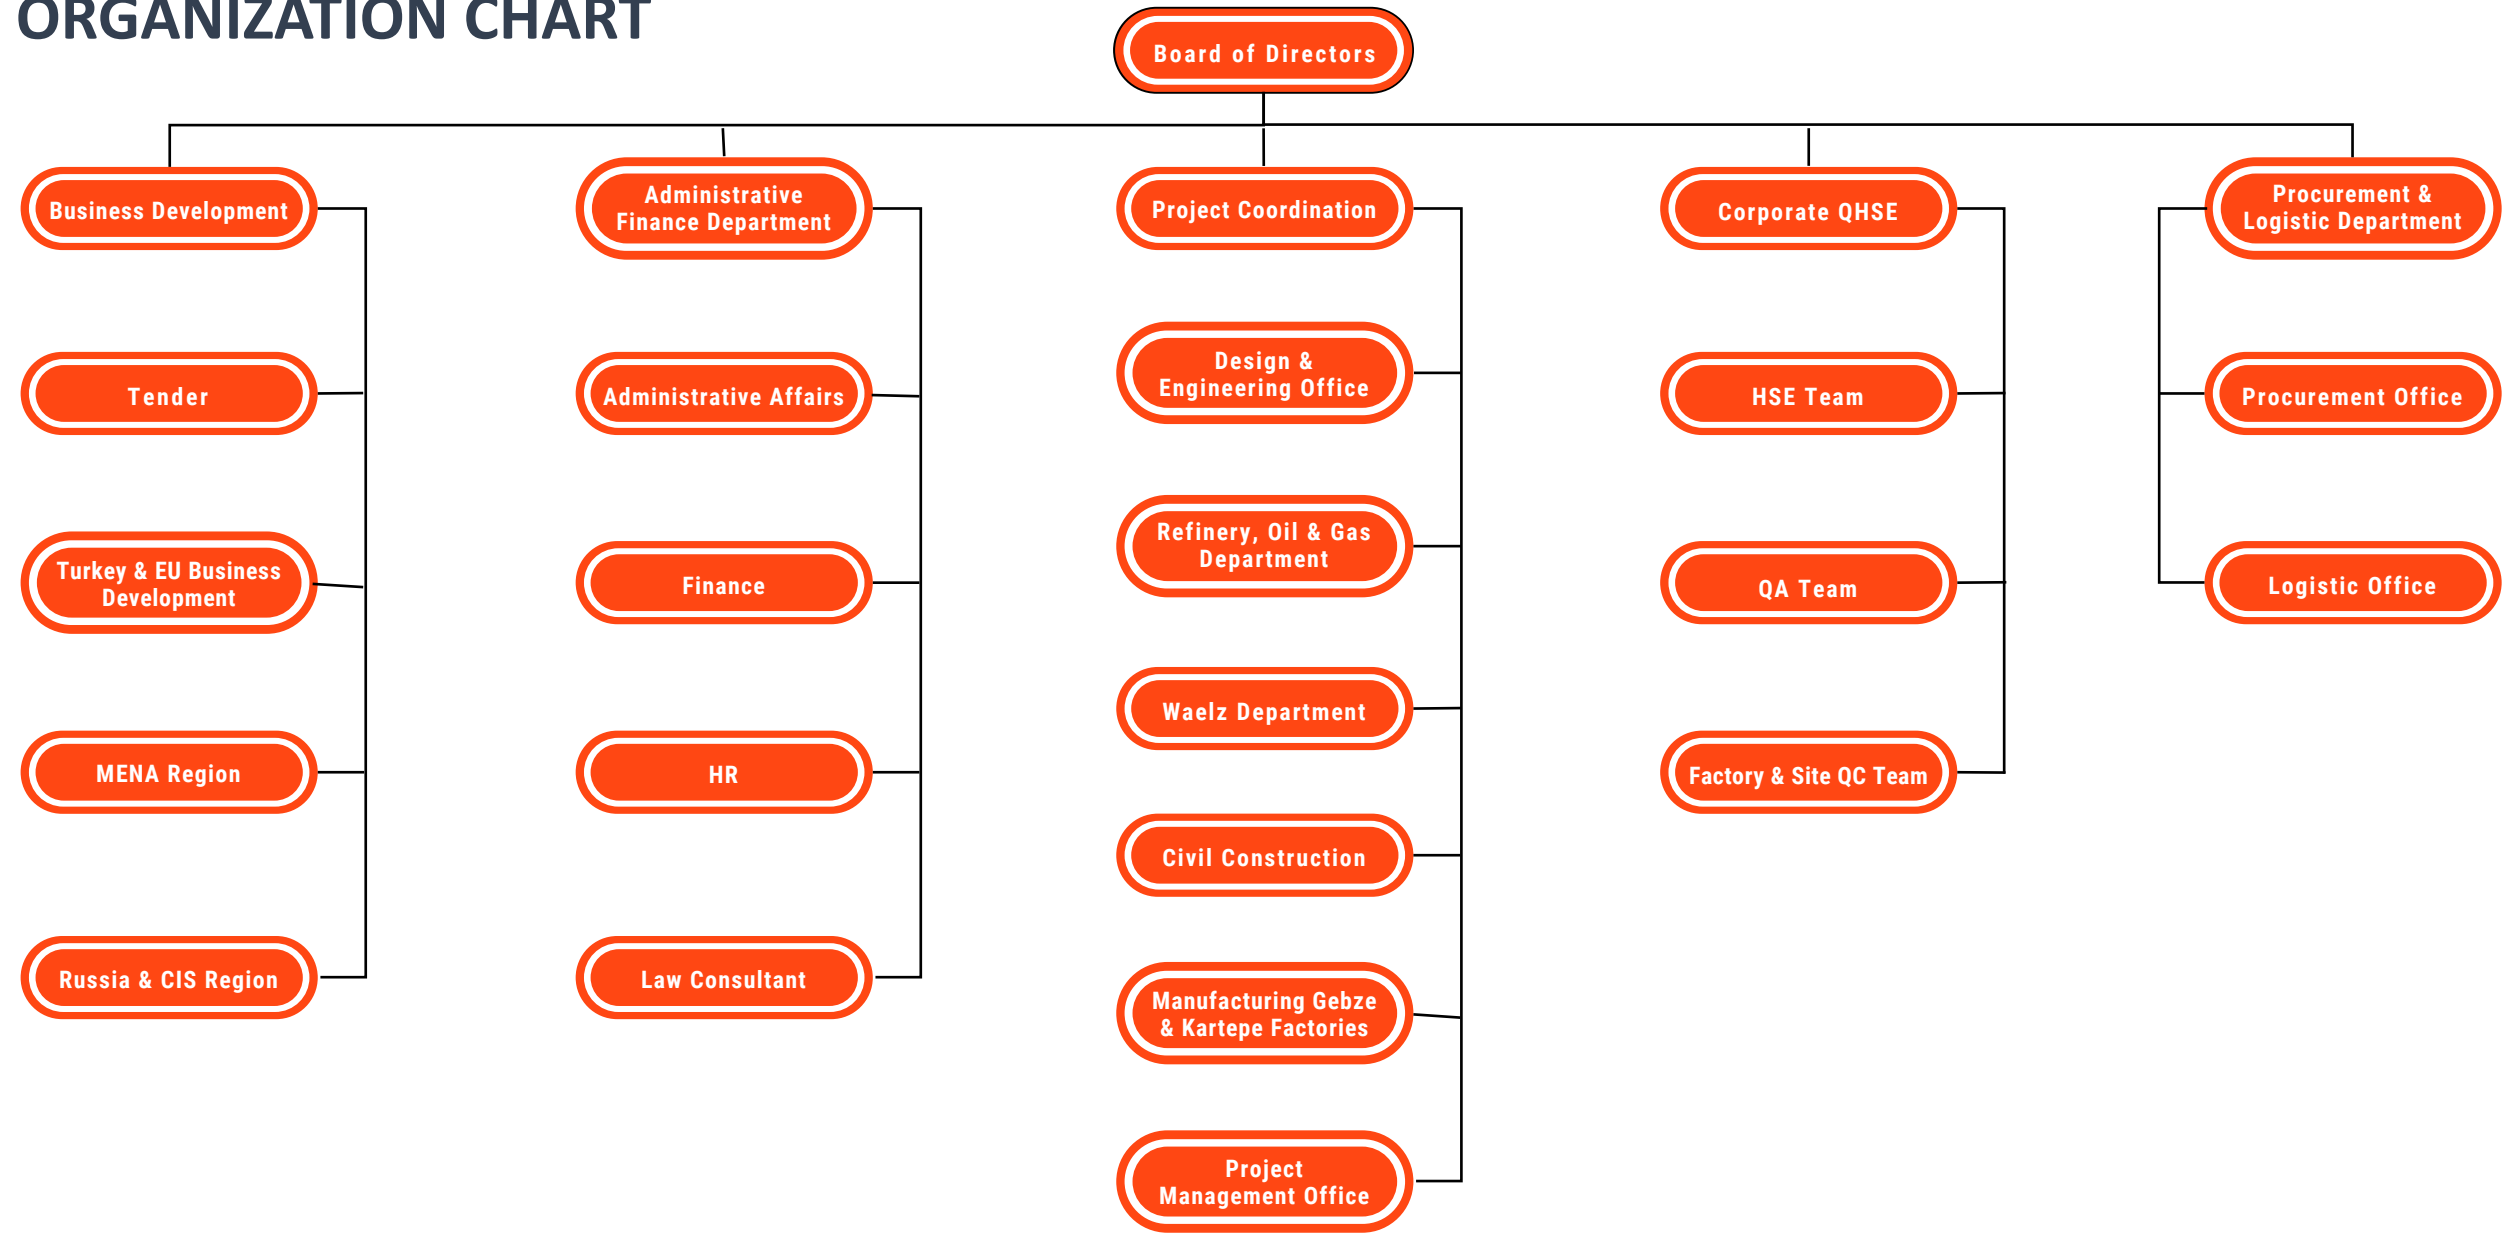 ORGANIZATION CHART
Board of Directors
Business Development
Tender
Turkey & EU Business
Development
MENA Region
Russia & CIS Region
Administrative
Finance Department
Administrative Affairs
Finance
HR
Law Consultant
Project Coordination
Design &
Engineering Office
Refinery, Oil & Gas
Department
Waelz Department
Civil Construction
Manufacturing Gebze
& Kartepe Factories
Project
Management Office
Corporate QHSE
HSE Team
QA Team
Factory & Site QC Team
Procurement &
Logistic Department
Procurement Office
Logistic Office